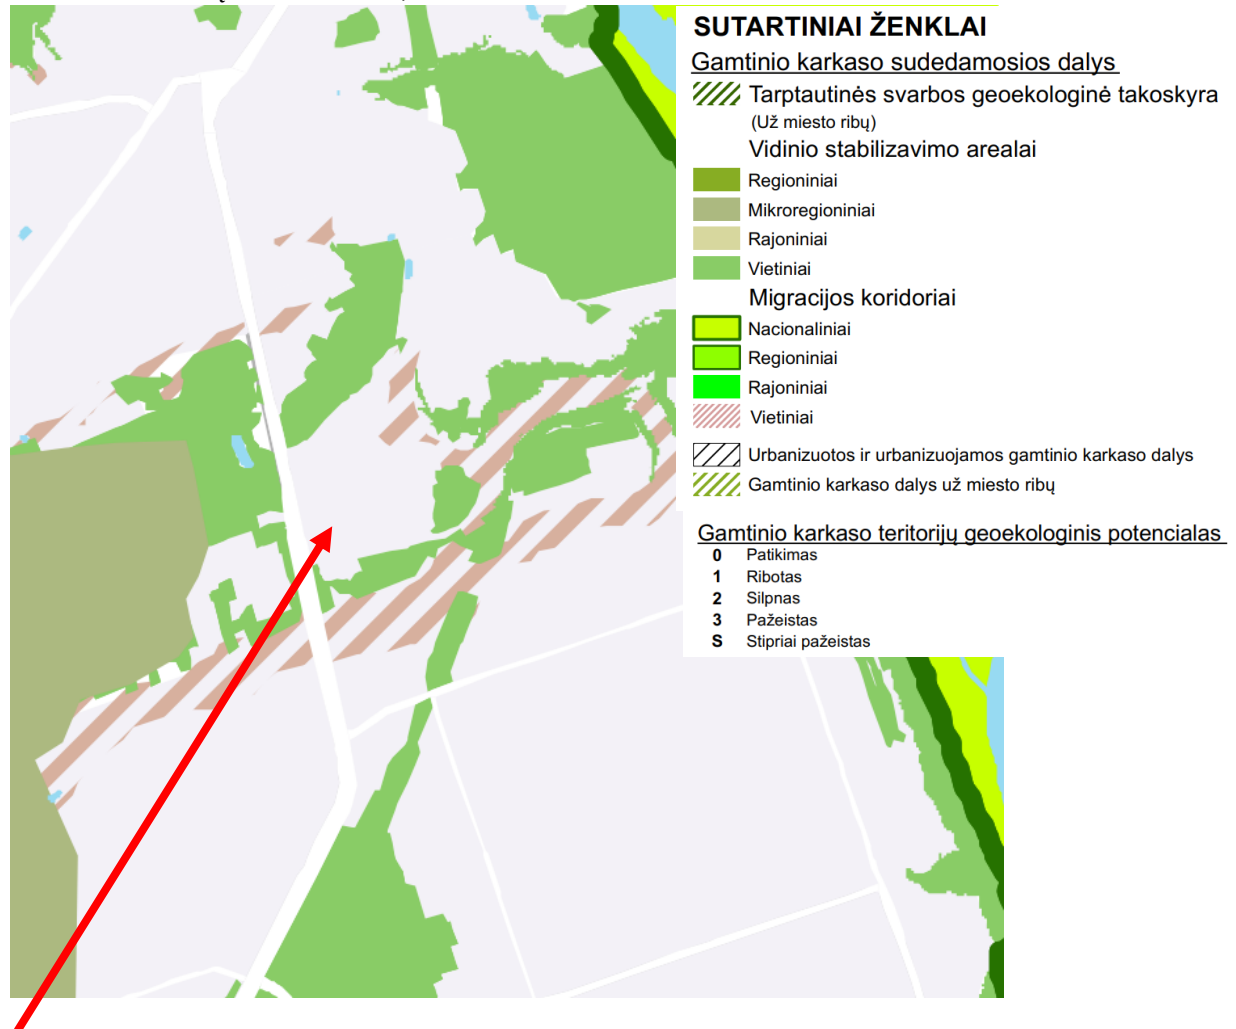 SUTARTINIAI ŽENKLAI
Gamtinio karkaso sudedamosios dalys
Tarptautinės svarbos geoekologinė takoskyra
(Už miesto ribų)
Vidinio stabilizavimo arealai
Regioniniai
Mikroregioniniai
Rajoniniai
Vietiniai
Migracijos koridoriai
Nacionaliniai
Regioniniai
Rajoniniai
Vietiniai
Urbanizuotos ir urbanizuojamos gamtinio karkaso dalys
Gamtinio karkaso dalys už miesto ribų
Gamtinio karkaso teritorijų geoekologinis potencialas
0 Patikimas
1 Ribotas
2 Silpnas
3 Pažeistas
S Stipriai pažeistas